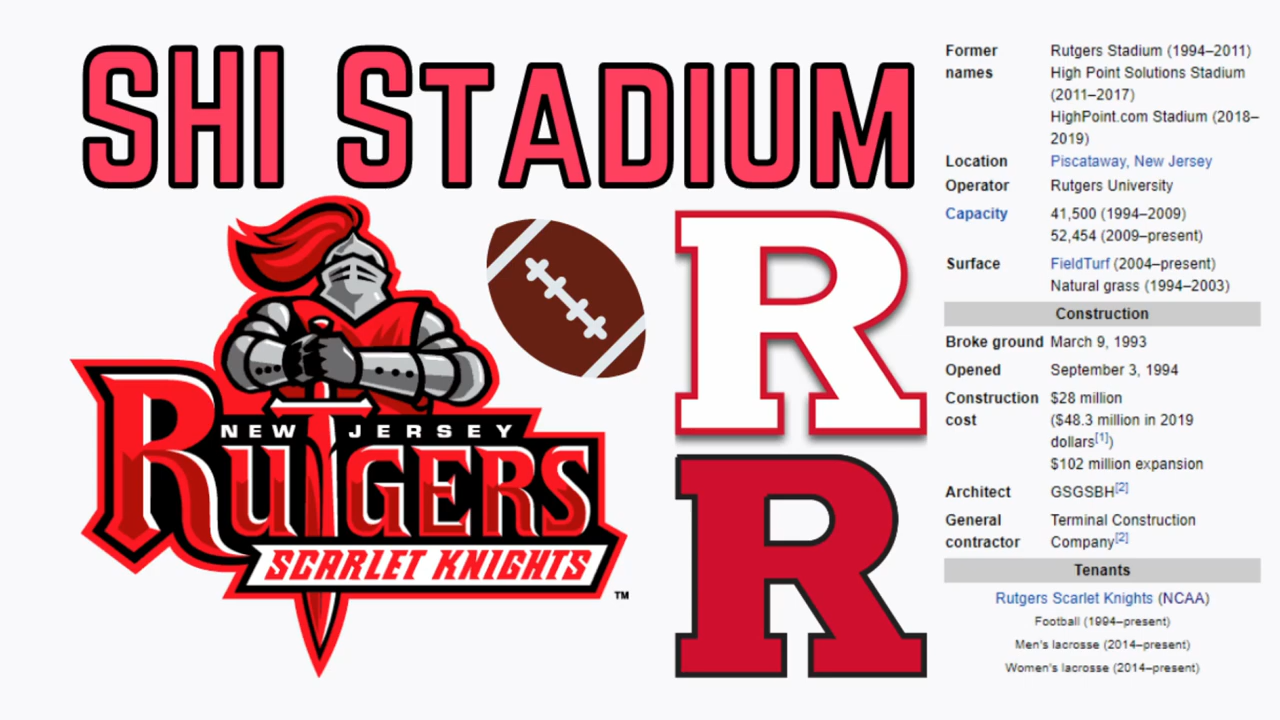 SHI STADIUM
NEW JERSEY
RUTGERS
SCARLET KNIGHTS
TM
R
R
Former names
Rutgers Stadium (1994–2011)
High Point Solutions Stadium
(2011–2017)
HighPoint.com Stadium (2018–
2019)
Location Piscataway, New Jersey
Operator Rutgers University
Capacity 41,500 (1994–2009)
52,454 (2009–present)
Surface FieldTurf (2004–present)
Natural grass (1994–2003)
Construction
Broke ground March 9, 1993
Opened September 3, 1994
Construction cost
$28 million
($48.3 million in 2019
dollars[1])
$102 million expansion
Architect GSGSBH[2]
General contractor
Terminal Construction
Company[2]
Tenants
Rutgers Scarlet Knights (NCAA)
Football (1994–present)
Men's lacrosse (2014–present)
Women's lacrosse (2014–present)